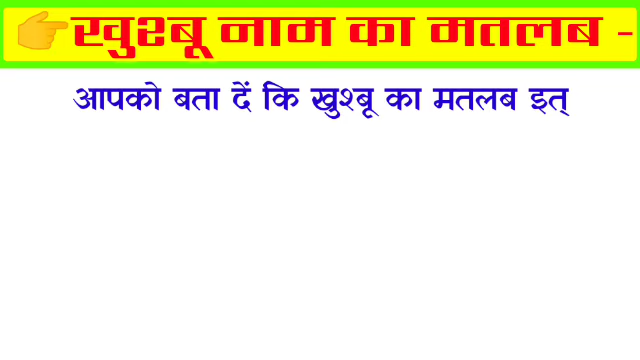 👉खुश्बू नाम का मतलब -
आपको बता दें कि खुश्बू का मतलब इत्